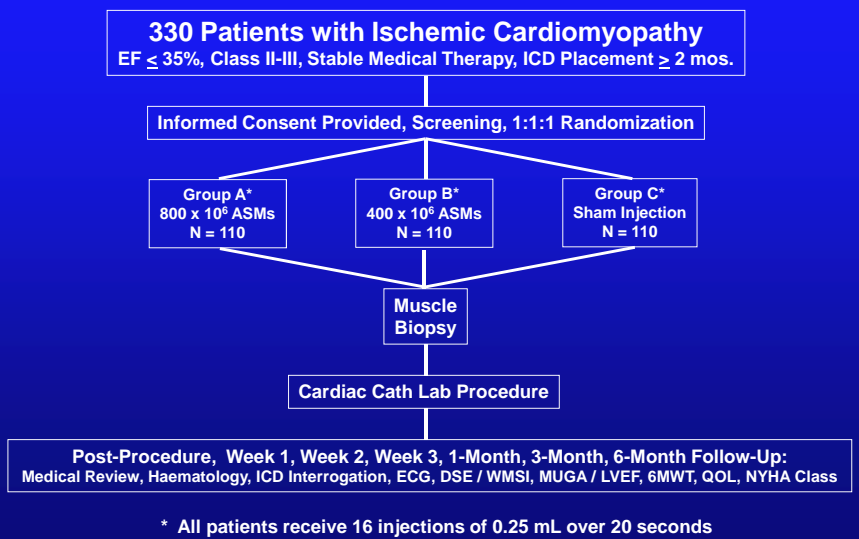 330 Patients with Ischemic Cardiomyopathy
EF ≤ 35%, Class II-III, Stable Medical Therapy, ICD Placement ≥ 2 mos.
Informed Consent Provided, Screening, 1:1:1 Randomization
Group A*
800 x 10⁶ ASMs
N = 110
Group B*
400 x 10⁶ ASMs
N = 110
Group C*
Sham Injection
N = 110
Muscle
Biopsy
Cardiac Cath Lab Procedure
Post-Procedure, Week 1, Week 2, Week 3, 1-Month, 3-Month, 6-Month Follow-Up:
Medical Review, Haematology, ICD Interrogation, ECG, DSE / WMSI, MUGA / LVEF, 6MWT, QOL, NYHA Class
* All patients receive 16 injections of 0.25 mL over 20 seconds